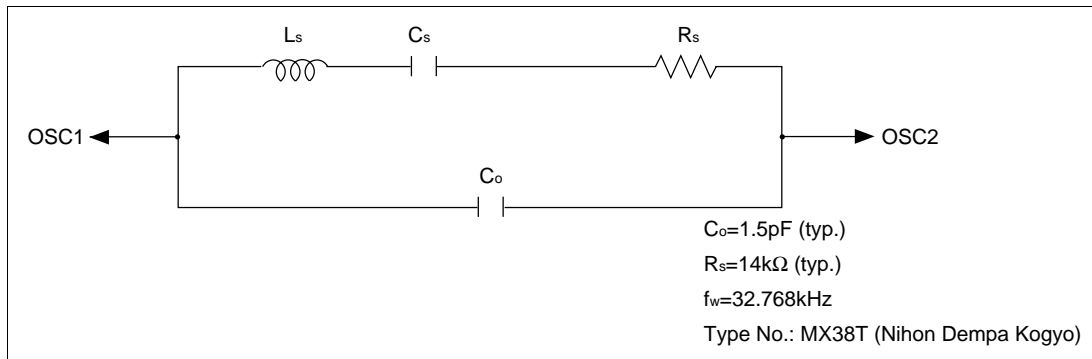 Ls
Cs
Rs
OSC1
OSC2
Co
Co=1.5pF (typ.)
Rs=14kΩ (typ.)
fw=32.768kHz
Type No.: MX38T (Nihon Dempa Kogyo)